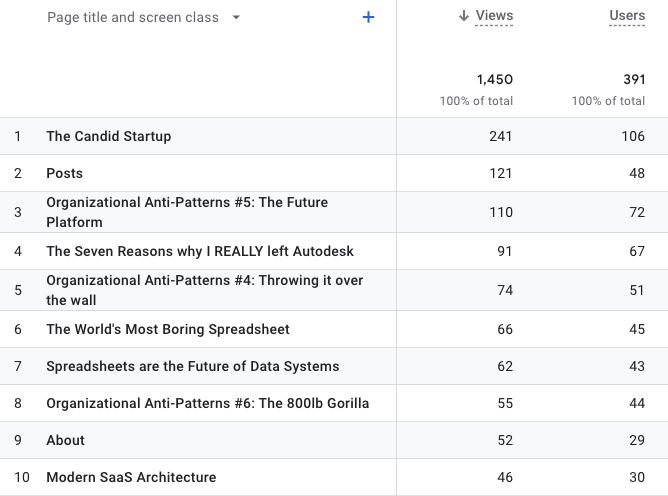 Page title and screen class + ↓ Views Users
1,450 391
100% of total 100% of total
1 The Candid Startup 241 106
2 Posts 121 48
3 Organizational Anti-Patterns #5: The Future
Platform 110 72
4 The Seven Reasons why I REALLY left Autodesk 91 67
5 Organizational Anti-Patterns #4: Throwing it over
the wall 74 51
6 The World's Most Boring Spreadsheet 66 45
7 Spreadsheets are the Future of Data Systems 62 43
8 Organizational Anti-Patterns #6: The 800lb Gorilla 55 44
9 About 52 29
10 Modern SaaS Architecture 46 30